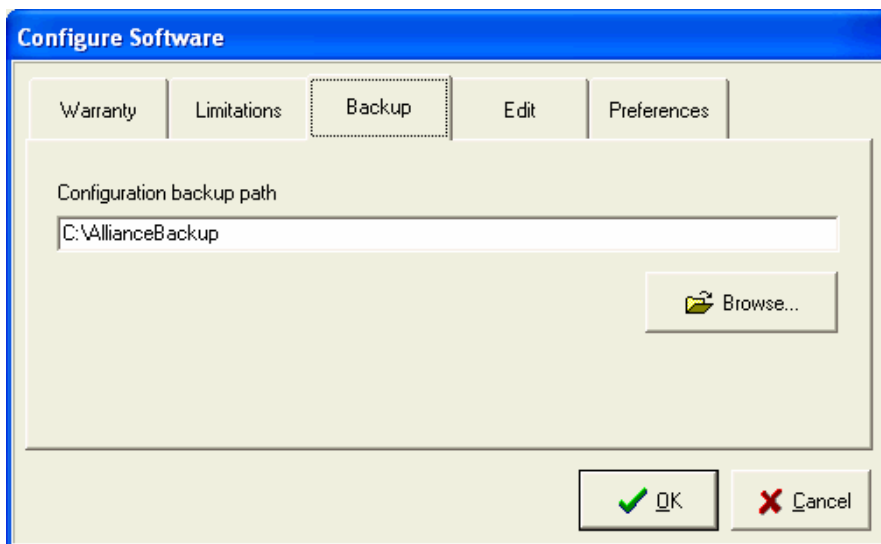 Configure Software
Warranty Limitations Backup Edit Preferences
Configuration backup path
C:\AllianceBackup
Browse...
OK Cancel